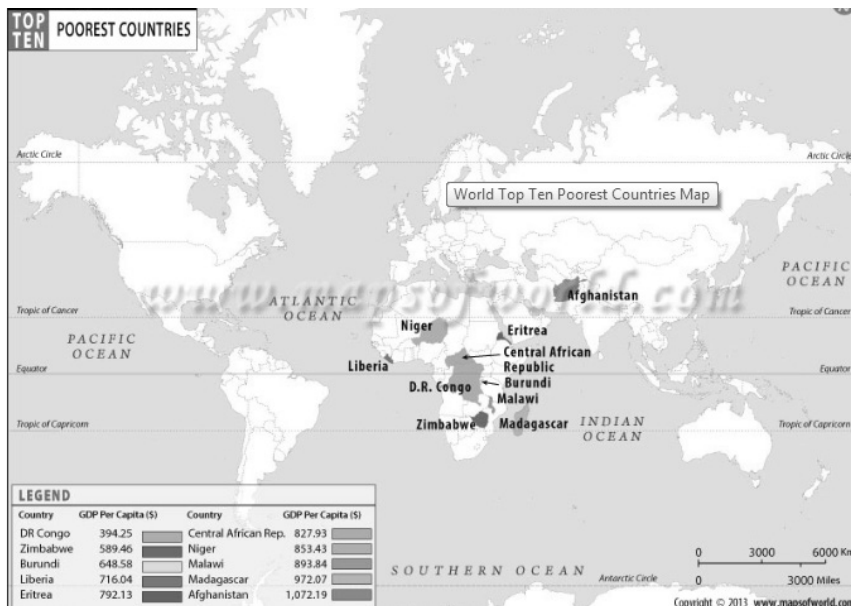 TOP
TEN
POOREST COUNTRIES
Arctic Circle
Arctic Circle
World Top Ten Poorest Countries Map
PACIFIC
OCEAN
www.mapsofworld.com
Afghanistan
ATLANTIC
OCEAN
Tropic of Cancer
Tropic of Cancer
Niger
Eritrea
PACIFIC
OCEAN
Central African
Republic
Liberia
Equator
Equator
D.R. Congo
Burundi
Malawi
Zimbabwe
Madagascar
INDIAN
OCEAN
Tropic of Capricorn
Tropic of Capricorn
LEGEND
Country GDP Per Capita ($) Country GDP Per Capita ($)
DR Congo 394.25 Central African Rep. 827.93
Zimbabwe 589.46 Niger 853.43
Burundi 648.58 Malawi 893.84
Liberia 716.04 Madagascar 972.07
Eritrea 792.13 Afghanistan 1,072.19
0 3000 6000 Km
0 3000 Miles
SOUTHERN OCEAN
Antarctic Circle
Copyright © 2013 www.mapsofworld.com